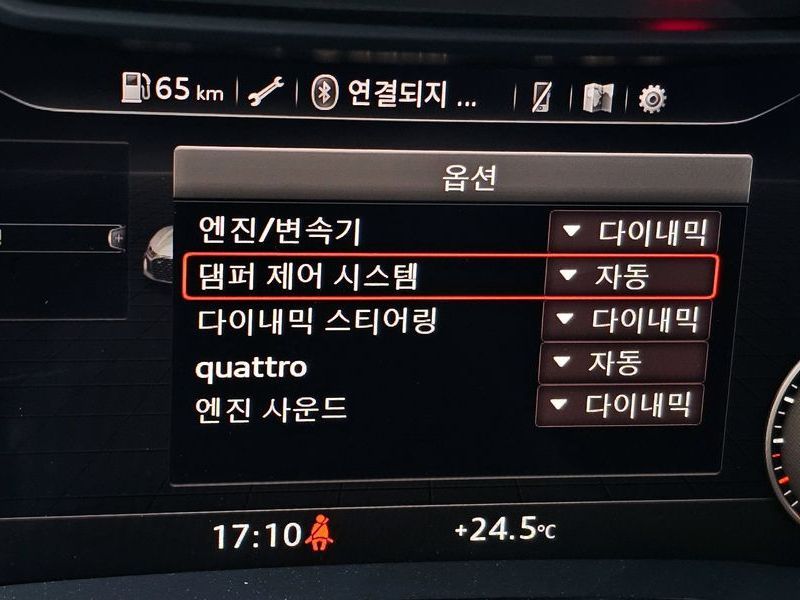 65 km 연결되지 ...
옵션
엔진/변속기 다이내믹
댐퍼 제어 시스템 자동
다이내믹 스티어링 다이내믹
quattro 자동
엔진 사운드 다이내믹
17:10 +24.5°C